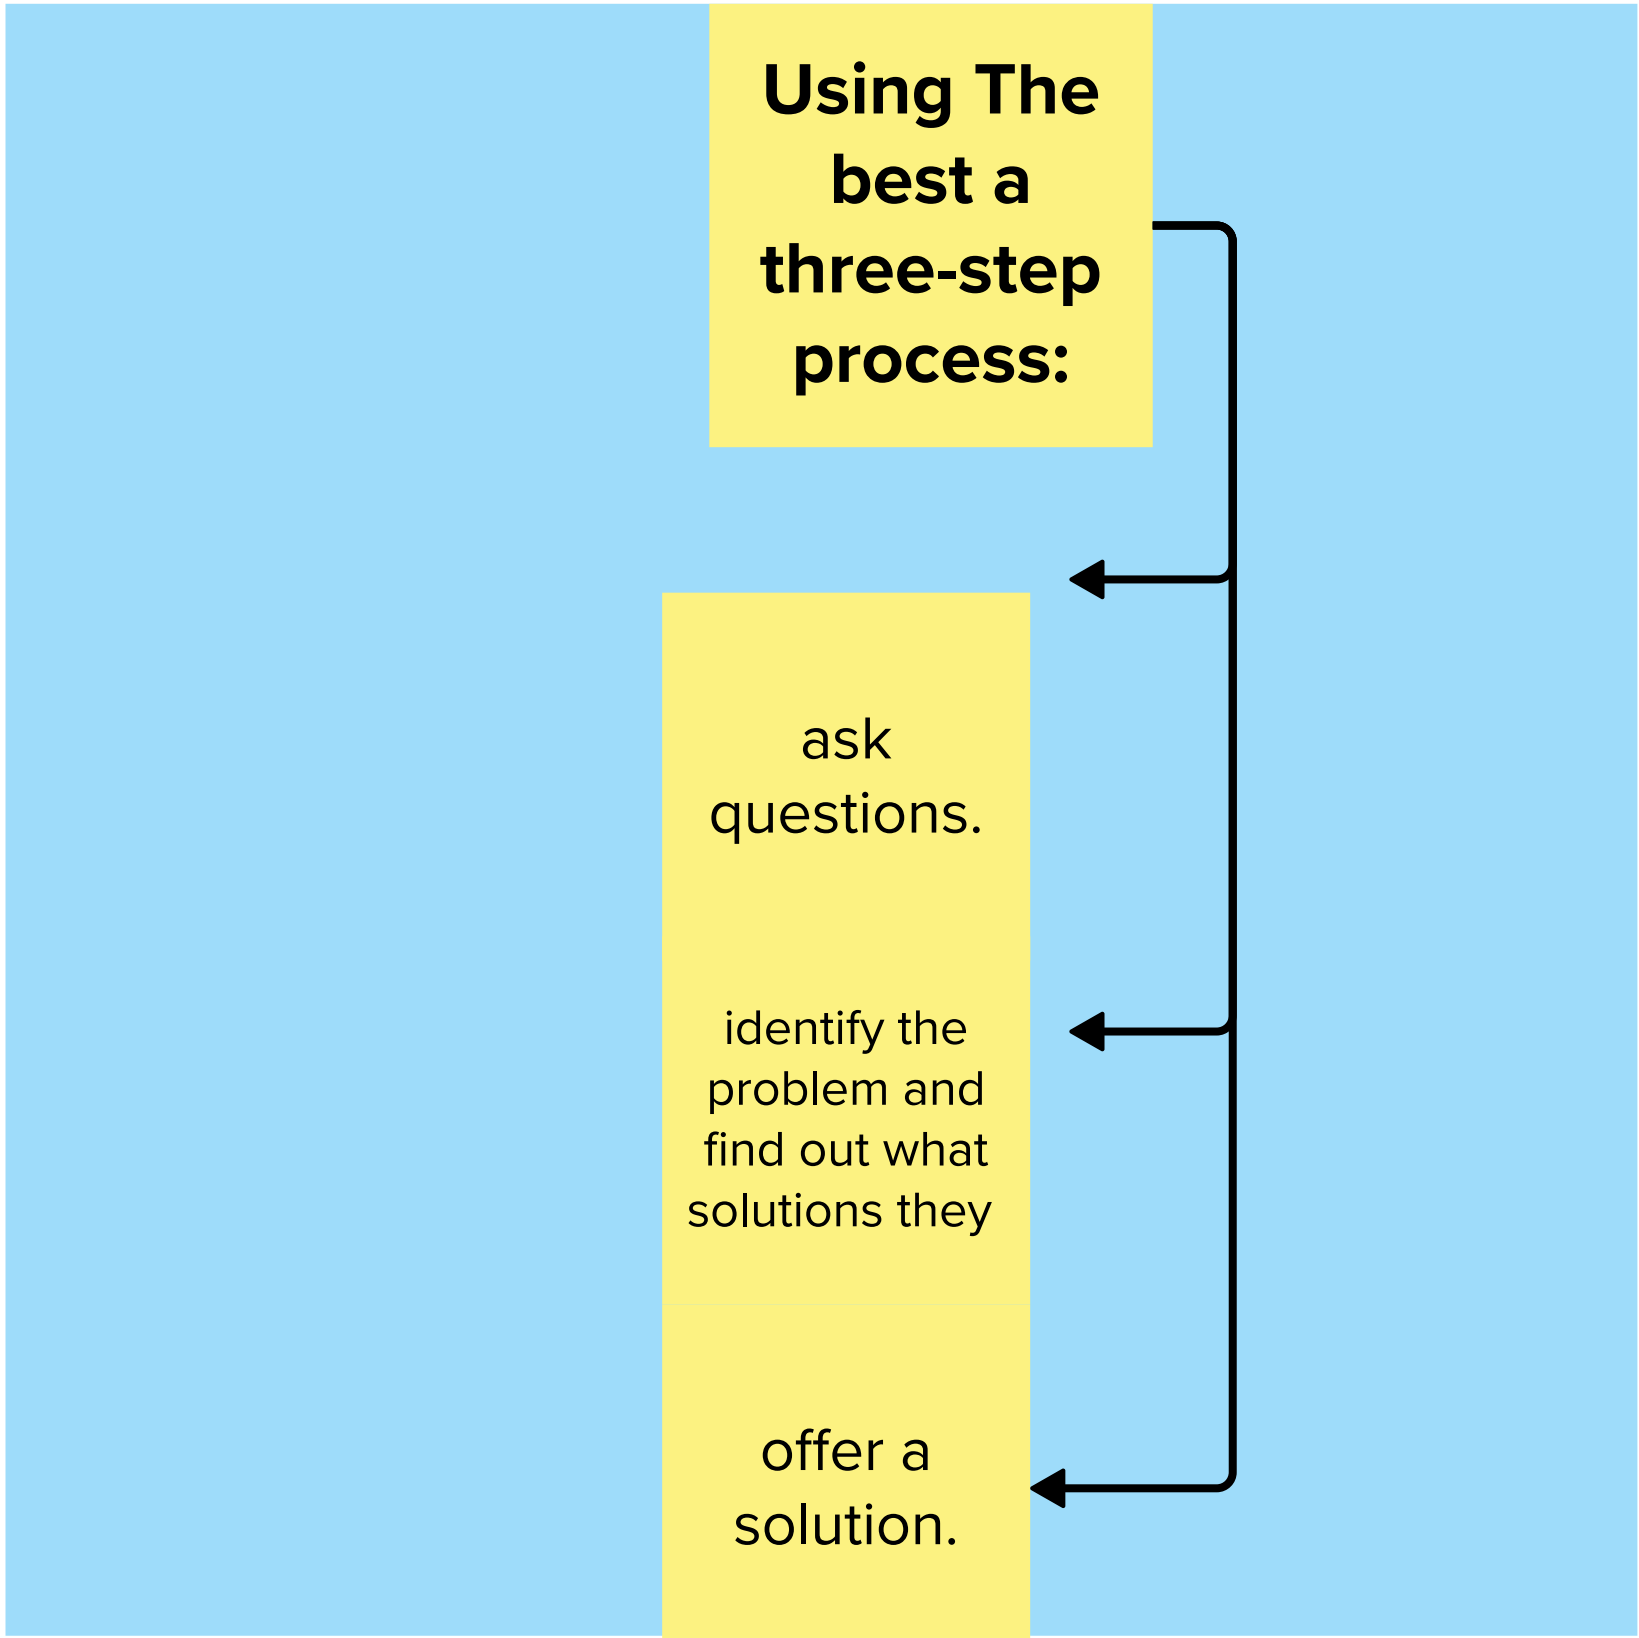 Using The
best a
three-step
process:
ask
questions.
identify the
problem and
find out what
solutions they
offer a
solution.